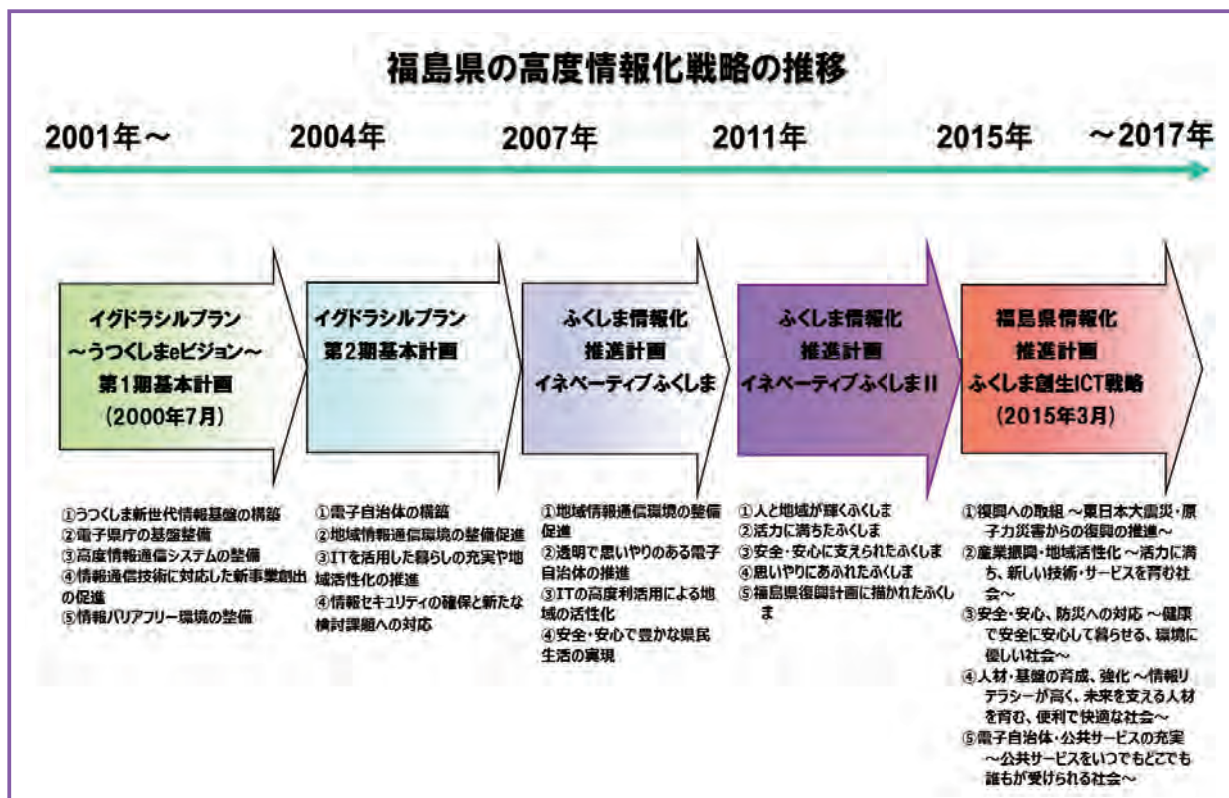 福島県の高度情報化戦略の推移
2001年～
2004年
2007年
2011年
2015年
～2017年
イグドラシルプラン
～うつくしまeビジョン～
第1期基本計画
(2000年7月)
イグドラシルプラン
第2期基本計画
ふくしま情報化
推進計画
イネベーティブふくしま
ふくしま情報化
推進計画
イネベーティブふくしまⅡ
福島県情報化
推進計画
ふくしま創生ICT戦略
(2015年3月)
①うつくしま新世代情報基盤の構築
②電子県庁の基盤整備
③高度情報通信システムの整備
④情報通信技術に対応した新事業創出
の促進
⑤情報バリアフリー環境の整備
①電子自治体の構築
②地域情報通信環境の整備促進
③ITを活用した暮らしの充実や地
域活性化の推進
④情報セキュリティの確保と新たな
検討課題への対応
①地域情報通信環境の整備
促進
②透明で思いやりのある電子
自治体の推進
③ITの高度利活用による地
域の活性化
④安全・安心で豊かな県民
生活の実現
①人と地域が輝くふくしま
②活力に満ちたふくしま
③安全・安心に支えられたふくしま
④思いやりにあふれたふくしま
⑤福島県復興計画に描かれたふくし
ま
①復興への取組 ～東日本大震災・原
子力災害からの復興の推進～
②産業振興・地域活性化 ～活力に満
ち、新しい技術・サービスを育む社
会～
③安全・安心、防災への対応 ～健康
で安全に安心して暮らせる、環境に
優しい社会～
④人材・基盤の育成、強化 ～情報リ
テラシーが高く、未来を支える人材
を育む、便利で快適な社会～
⑤電子自治体・公共サービスの充実
～公共サービスをいつでもどこでも
誰もが受けられる社会～